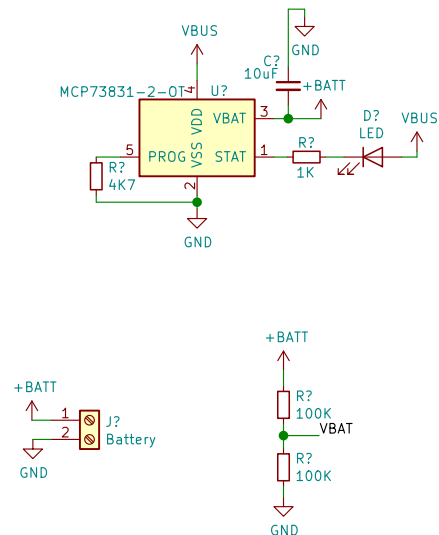 VBUS
GND
C?
10uF
+BATT
MCP73831-2-OT
U?
4
VDD
VBAT
3
D?
LED
VBUS
5
PROG
VSS
STAT
1
R?
1K
R?
4K7
2
GND
+BATT
R?
100K
VBAT
R?
100K
GND
+BATT
1
J?
2
Battery
GND